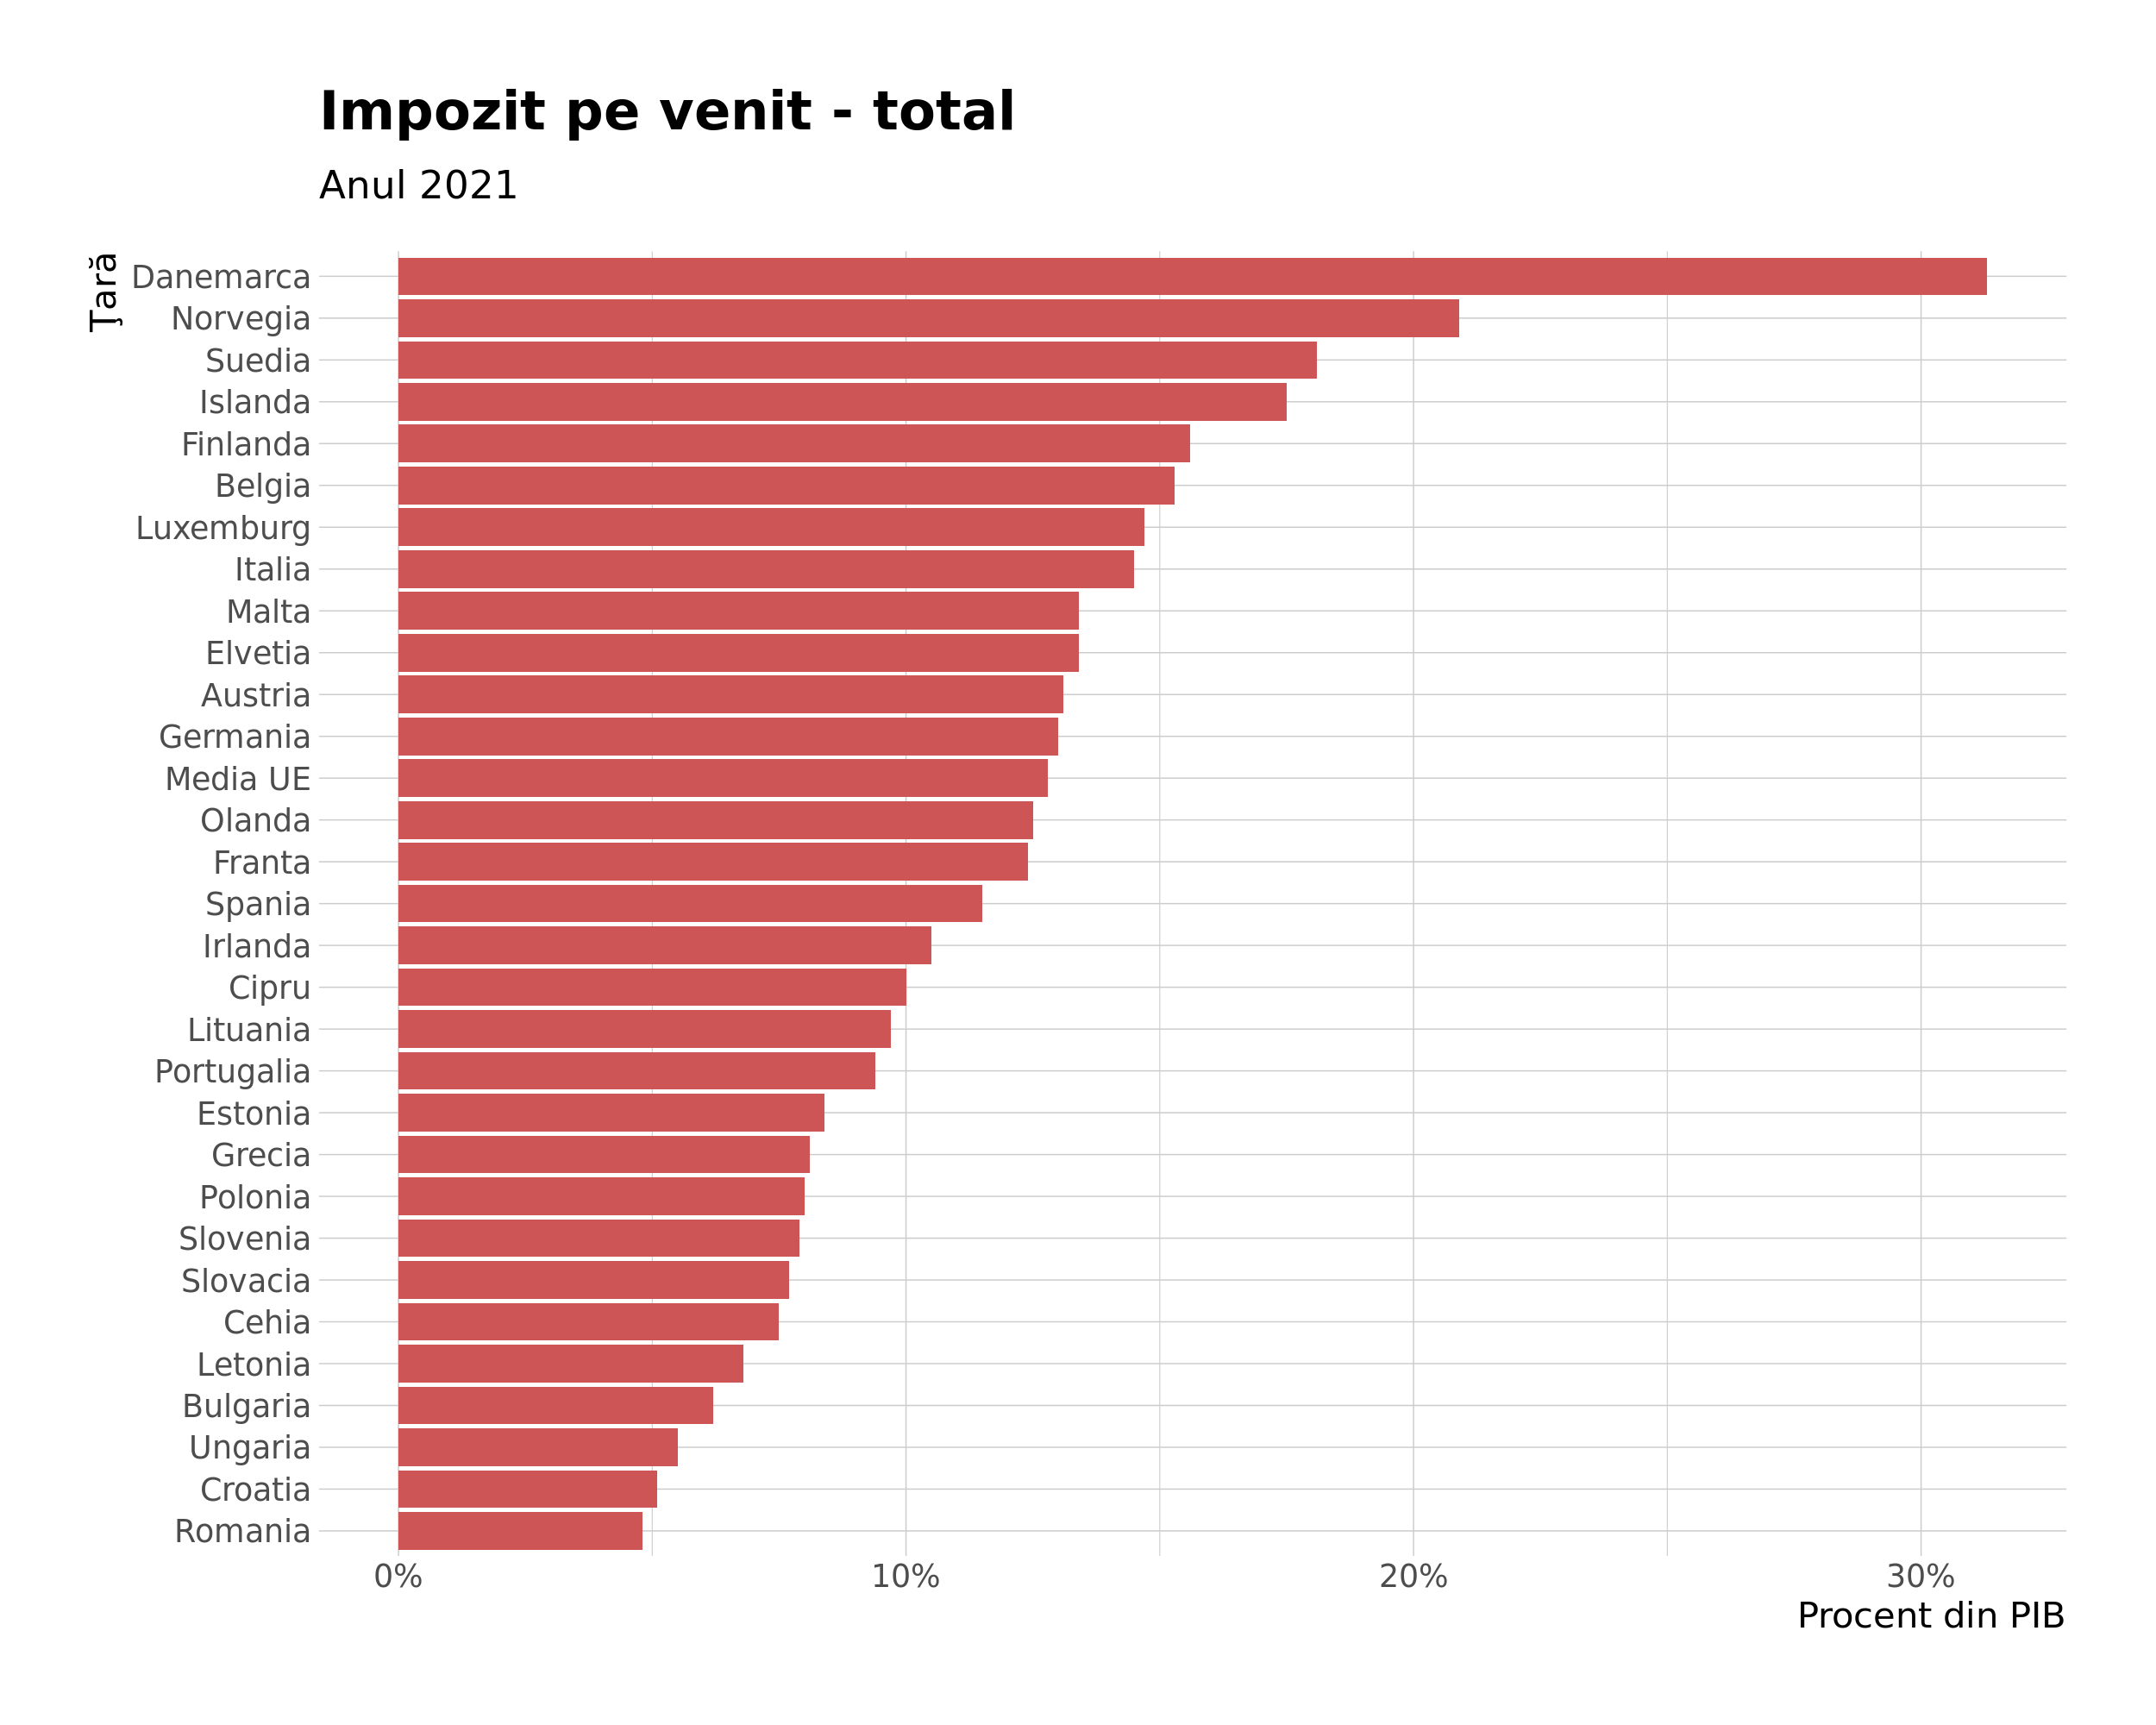 Impozit pe venit - total
Anul 2021
Ţară
Danemarca
Norvegia
Suedia
Islanda
Finlanda
Belgia
Luxemburg
Italia
Malta
Elvetia
Austria
Germania
Media UE
Olanda
Franta
Spania
Irlanda
Cipru
Lituania
Portugalia
Estonia
Grecia
Polonia
Slovenia
Slovacia
Cehia
Letonia
Bulgaria
Ungaria
Croatia
Romania
0% 10% 20% 30%
Procent din PIB